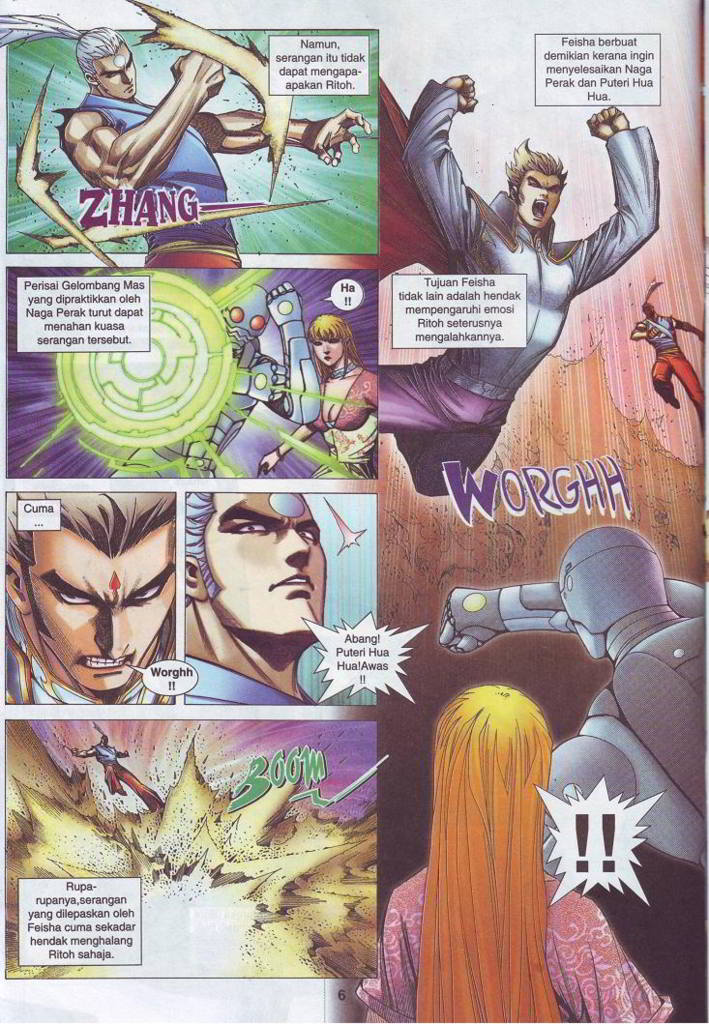 Namun,
serangan itu tidak
dapat mengapa-
apakan Ritoh.
ZHANG
Perisai Gelombang Mas
yang dipraktikkan oleh
Naga Perak turut dapat
menahan kuasa
serangan tersebut.
Ha
!!
Cuma
...
Worghh
!!
Abang!
Puteri Hua
Hua!Awas
!!
BOOM
Rupa-
rupanya,serangan
yang dilepaskan oleh
Feisha cuma sekadar
hendak menghalang
Ritoh sahaja.
Feisha berbuat
demikian kerana ingin
menyelesaikan Naga
Perak dan Puteri Hua
Hua.
Tujuan Feisha
tidak lain adalah hendak
mempengaruhi emosi
Ritoh seterusnya
mengalahkannya.
WORGHH
!!
6